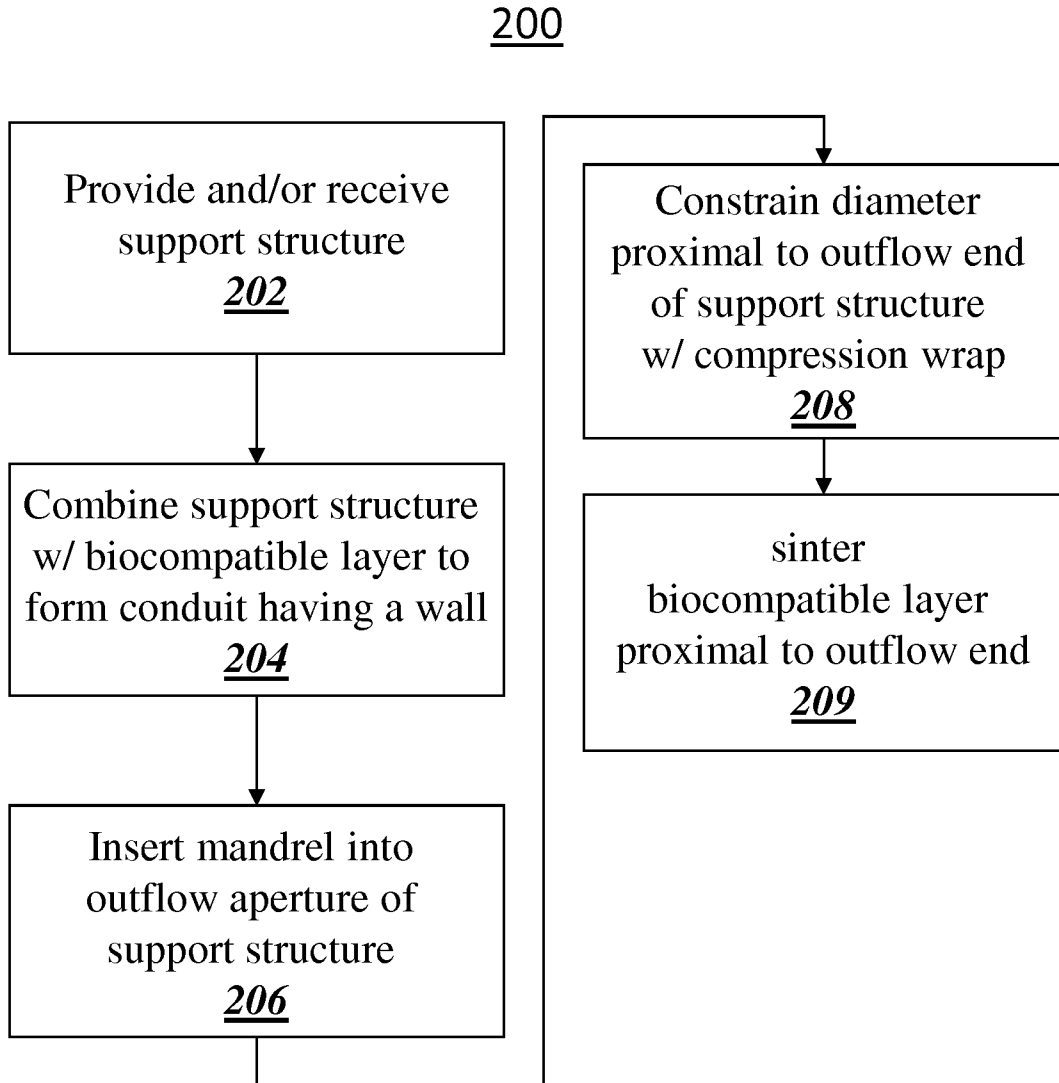 200
Provide and/or receive
support structure
202
Combine support structure
w/ biocompatible layer to
form conduit having a wall
204
Insert mandrel into
outflow aperture of
support structure
206
Constrain diameter
proximal to outflow end
of support structure
w/ compression wrap
208
sinter
biocompatible layer
proximal to outflow end
209